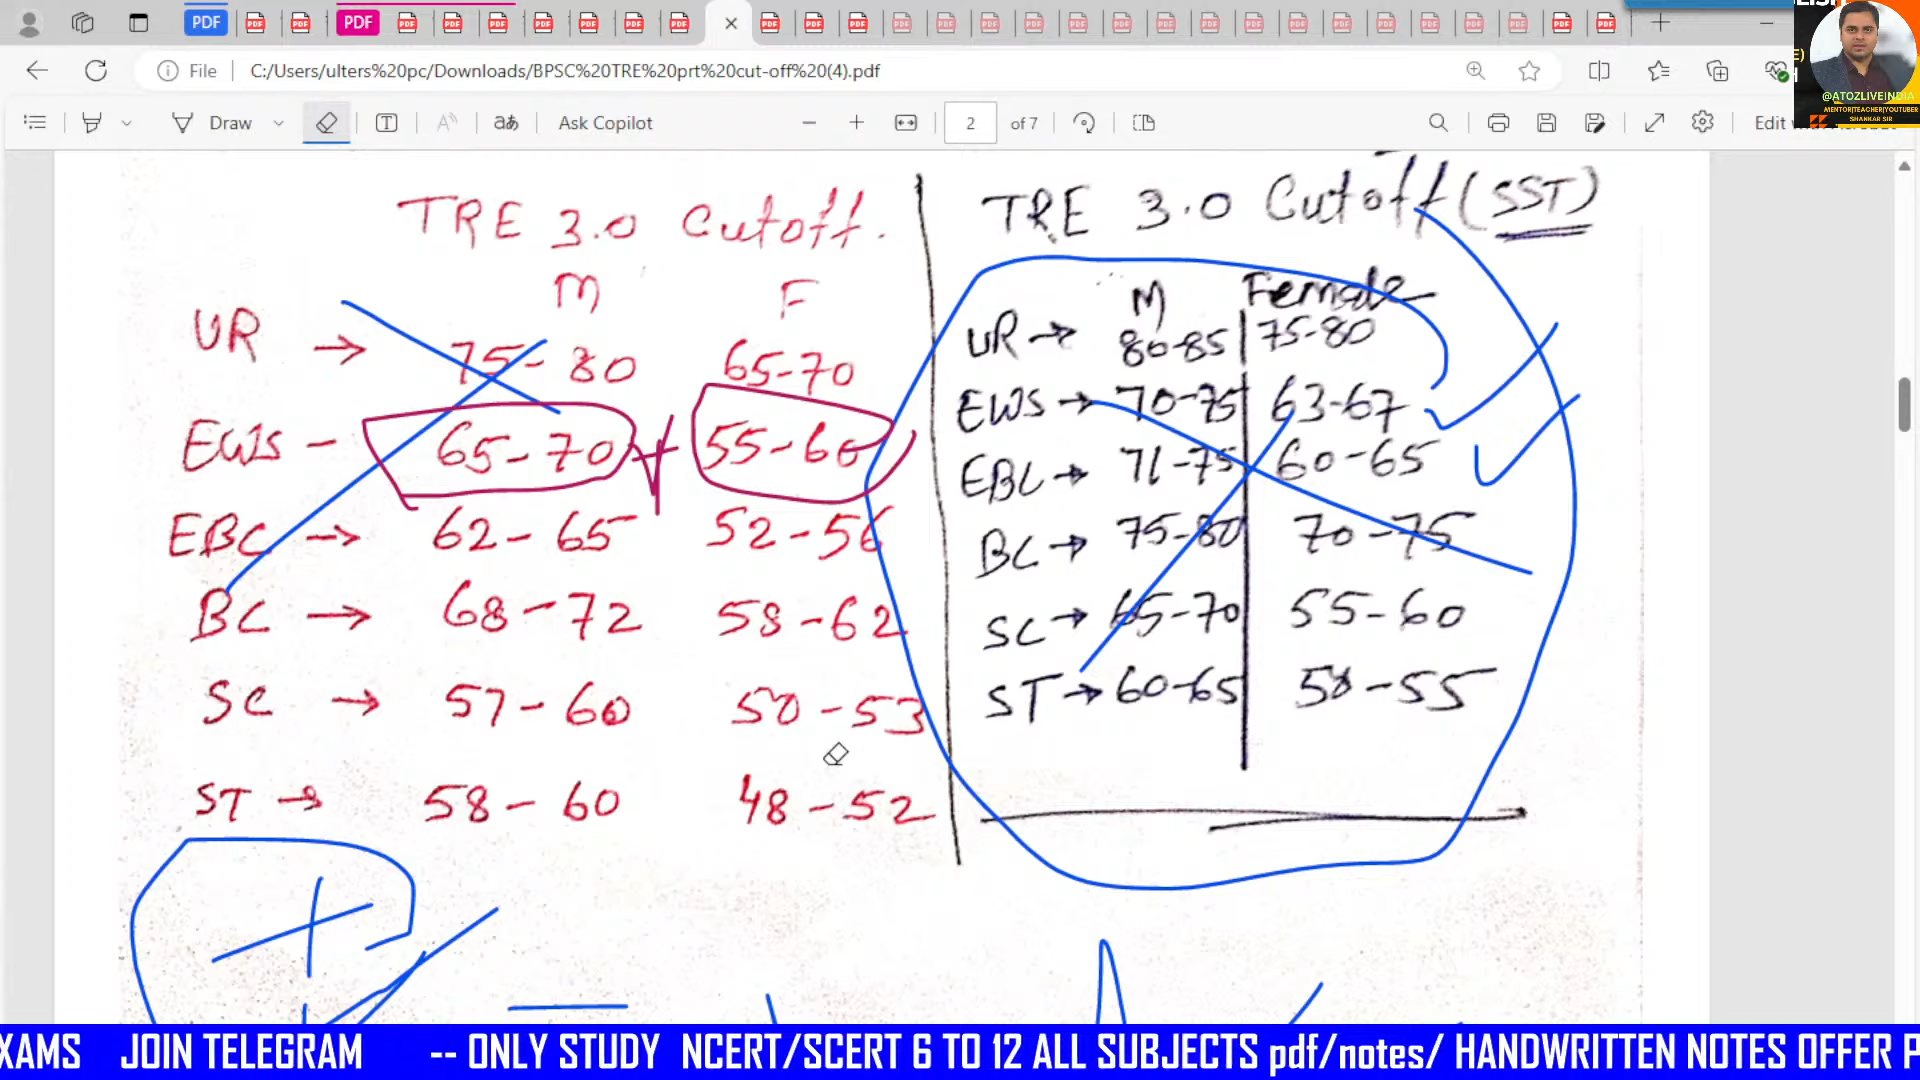 PDF
PDF
File
C:/Users/ulters%20pc/Downloads/BPSC%20TRE%20prt%20cut-off%20(4).pdf
Draw
Ask Copilot
2
of 7
@ATOZLIVEINDIA
MENTOR|TEACHER|YOUTUBER
SHANKAR SIR
TRE 3.0 Cutoff.
M F
UR → 75-80 65-70
EWS - 65-70 55-60
EBC → 62-65 52-56
BC → 68-72 58-62
SC → 57-60 50-53
ST → 58-60 48-52
TRE 3.0 Cutoff (SST)
M Female
UR → 80-85 75-80
EWS → 70-75 63-67
EBC → 71-75 60-65
BC → 75-80 70-75
SC → 65-70 55-60
ST → 60-65 50-55
XAMS JOIN TELEGRAM -- ONLY STUDY NCERT/SCERT 6 TO 12 ALL SUBJECTS pdf/notes/ HANDWRITTEN NOTES OFFER P